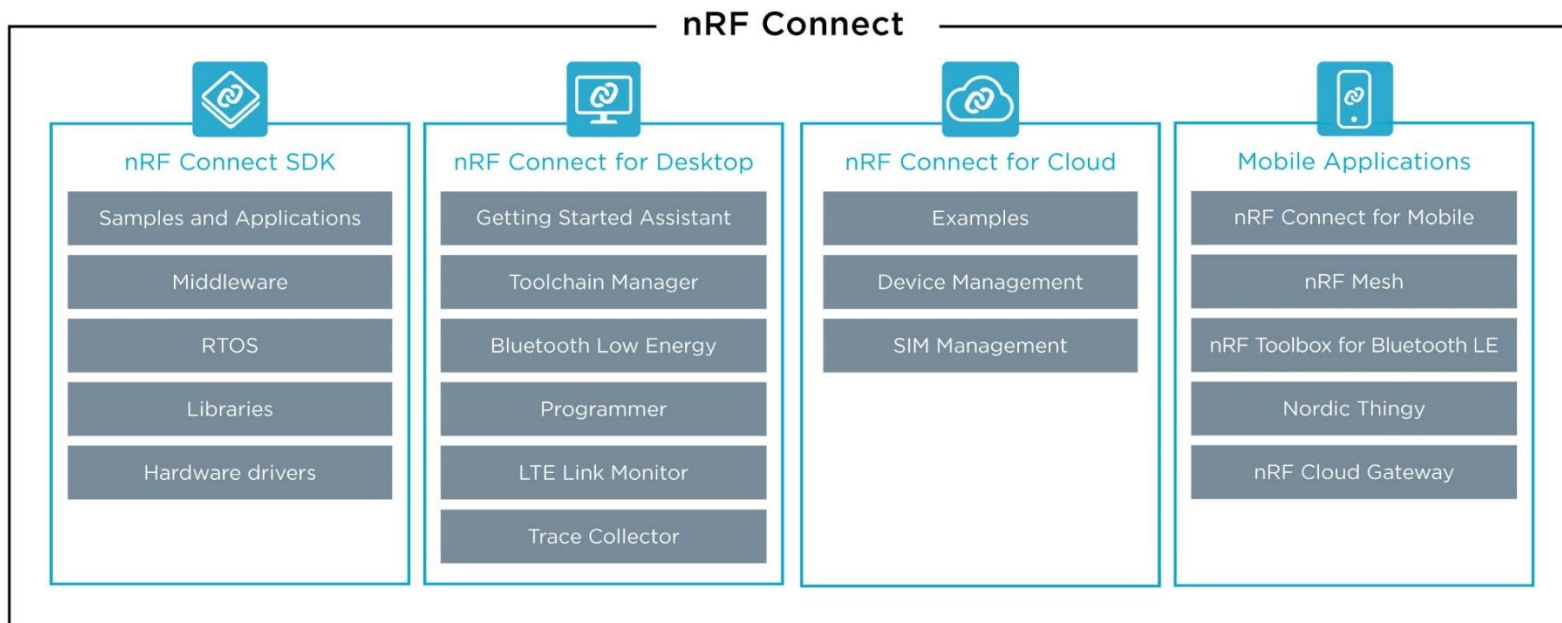 nRF Connect
nRF Connect SDK
Samples and Applications
Middleware
RTOS
Libraries
Hardware drivers
nRF Connect for Desktop
Getting Started Assistant
Toolchain Manager
Bluetooth Low Energy
Programmer
LTE Link Monitor
Trace Collector
nRF Connect for Cloud
Examples
Device Management
SIM Management
Mobile Applications
nRF Connect for Mobile
nRF Mesh
nRF Toolbox for Bluetooth LE
Nordic Thingy
nRF Cloud Gateway